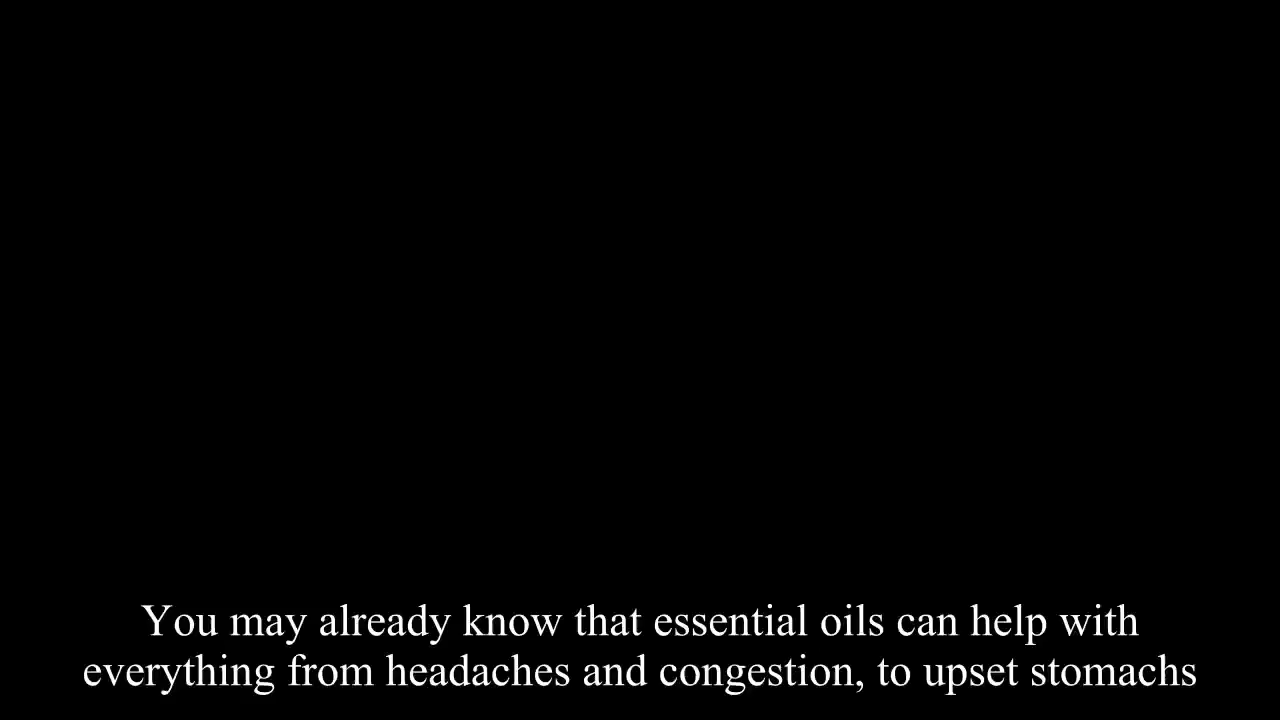 You may already know that essential oils can help with
everything from headaches and congestion, to upset stomachs